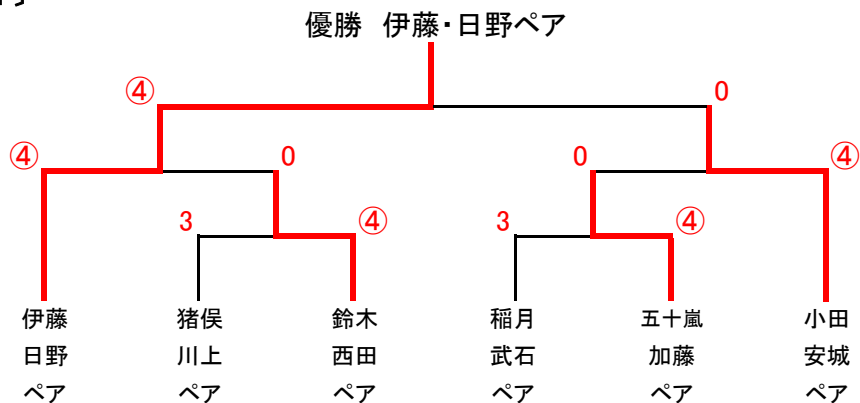 優勝 伊藤・日野ペア
④ 0
④ 0 0 ④
3 ④ 3 ④
伊藤 猪俣 鈴木 稲月 五十嵐 小田
日野 川上 西田 武石 加藤 安城
ペア ペア ペア ペア ペア ペア